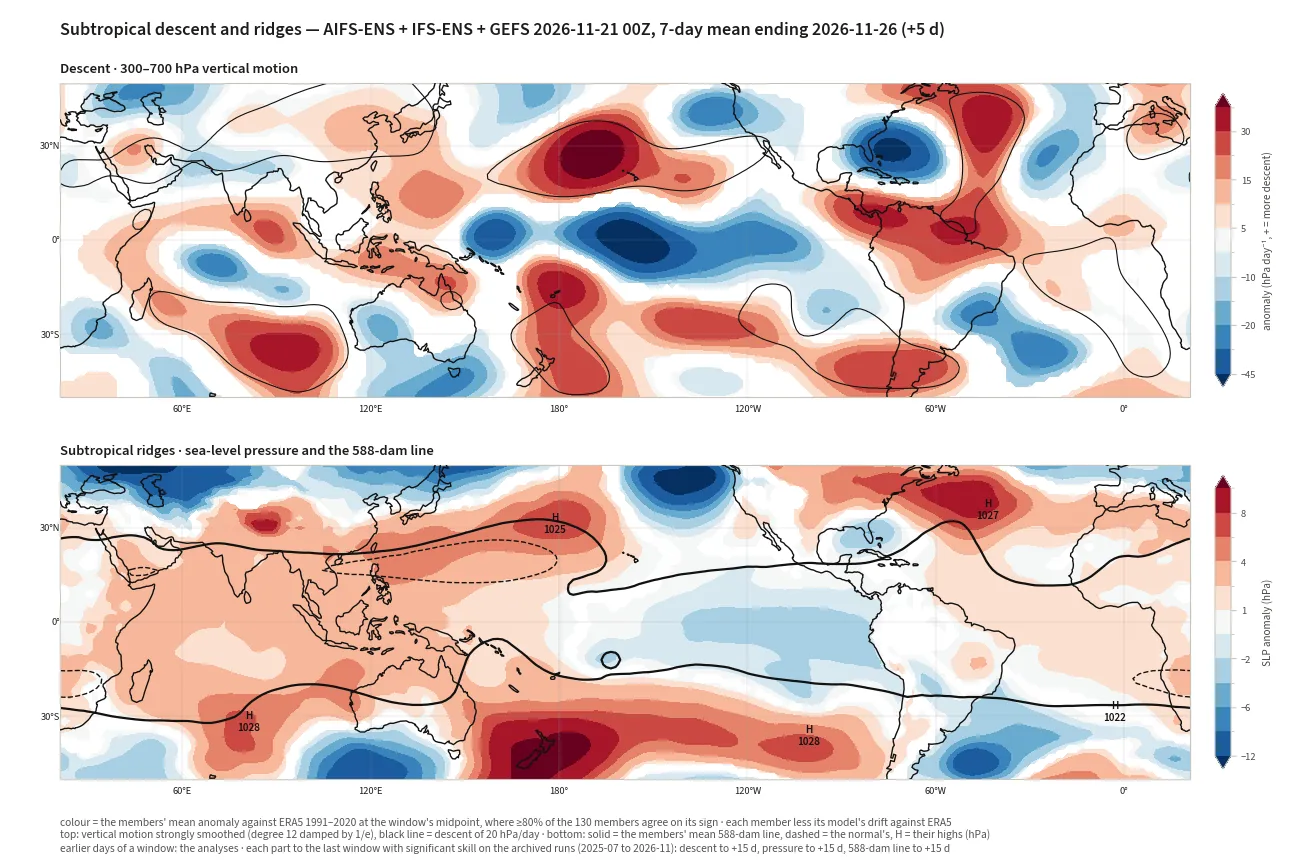 Subtropical descent and ridges — AIFS-ENS + IFS-ENS + GEFS 2026-11-21 00Z, 7-day mean ending 2026-11-26 (+5 d)
Descent · 300–700 hPa vertical motion
30°N
0°
30°S
60°E
120°E
180°
120°W
60°W
0°
30
15
5
−10
−20
−45
anomaly (hPa day⁻¹, + = more descent)
Subtropical ridges · sea-level pressure and the 588-dam line
30°N
0°
30°S
H
1025
H
1027
H
1028
H
1028
H
1022
60°E
120°E
180°
120°W
60°W
0°
8
4
1
−2
−6
−12
SLP anomaly (hPa)
colour = the members' mean anomaly against ERA5 1991–2020 at the window's midpoint, where ≥80% of the 130 members agree on its sign · each member less its model's drift against ERA5
top: vertical motion strongly smoothed (degree 12 damped by 1/e), black line = descent of 20 hPa/day · bottom: solid = the members' mean 588-dam line, dashed = the normal's, H = their highs (hPa)
earlier days of a window: the analyses · each part to the last window with significant skill on the archived runs (2025-07 to 2026-11): descent to +15 d, pressure to +15 d, 588-dam line to +15 d